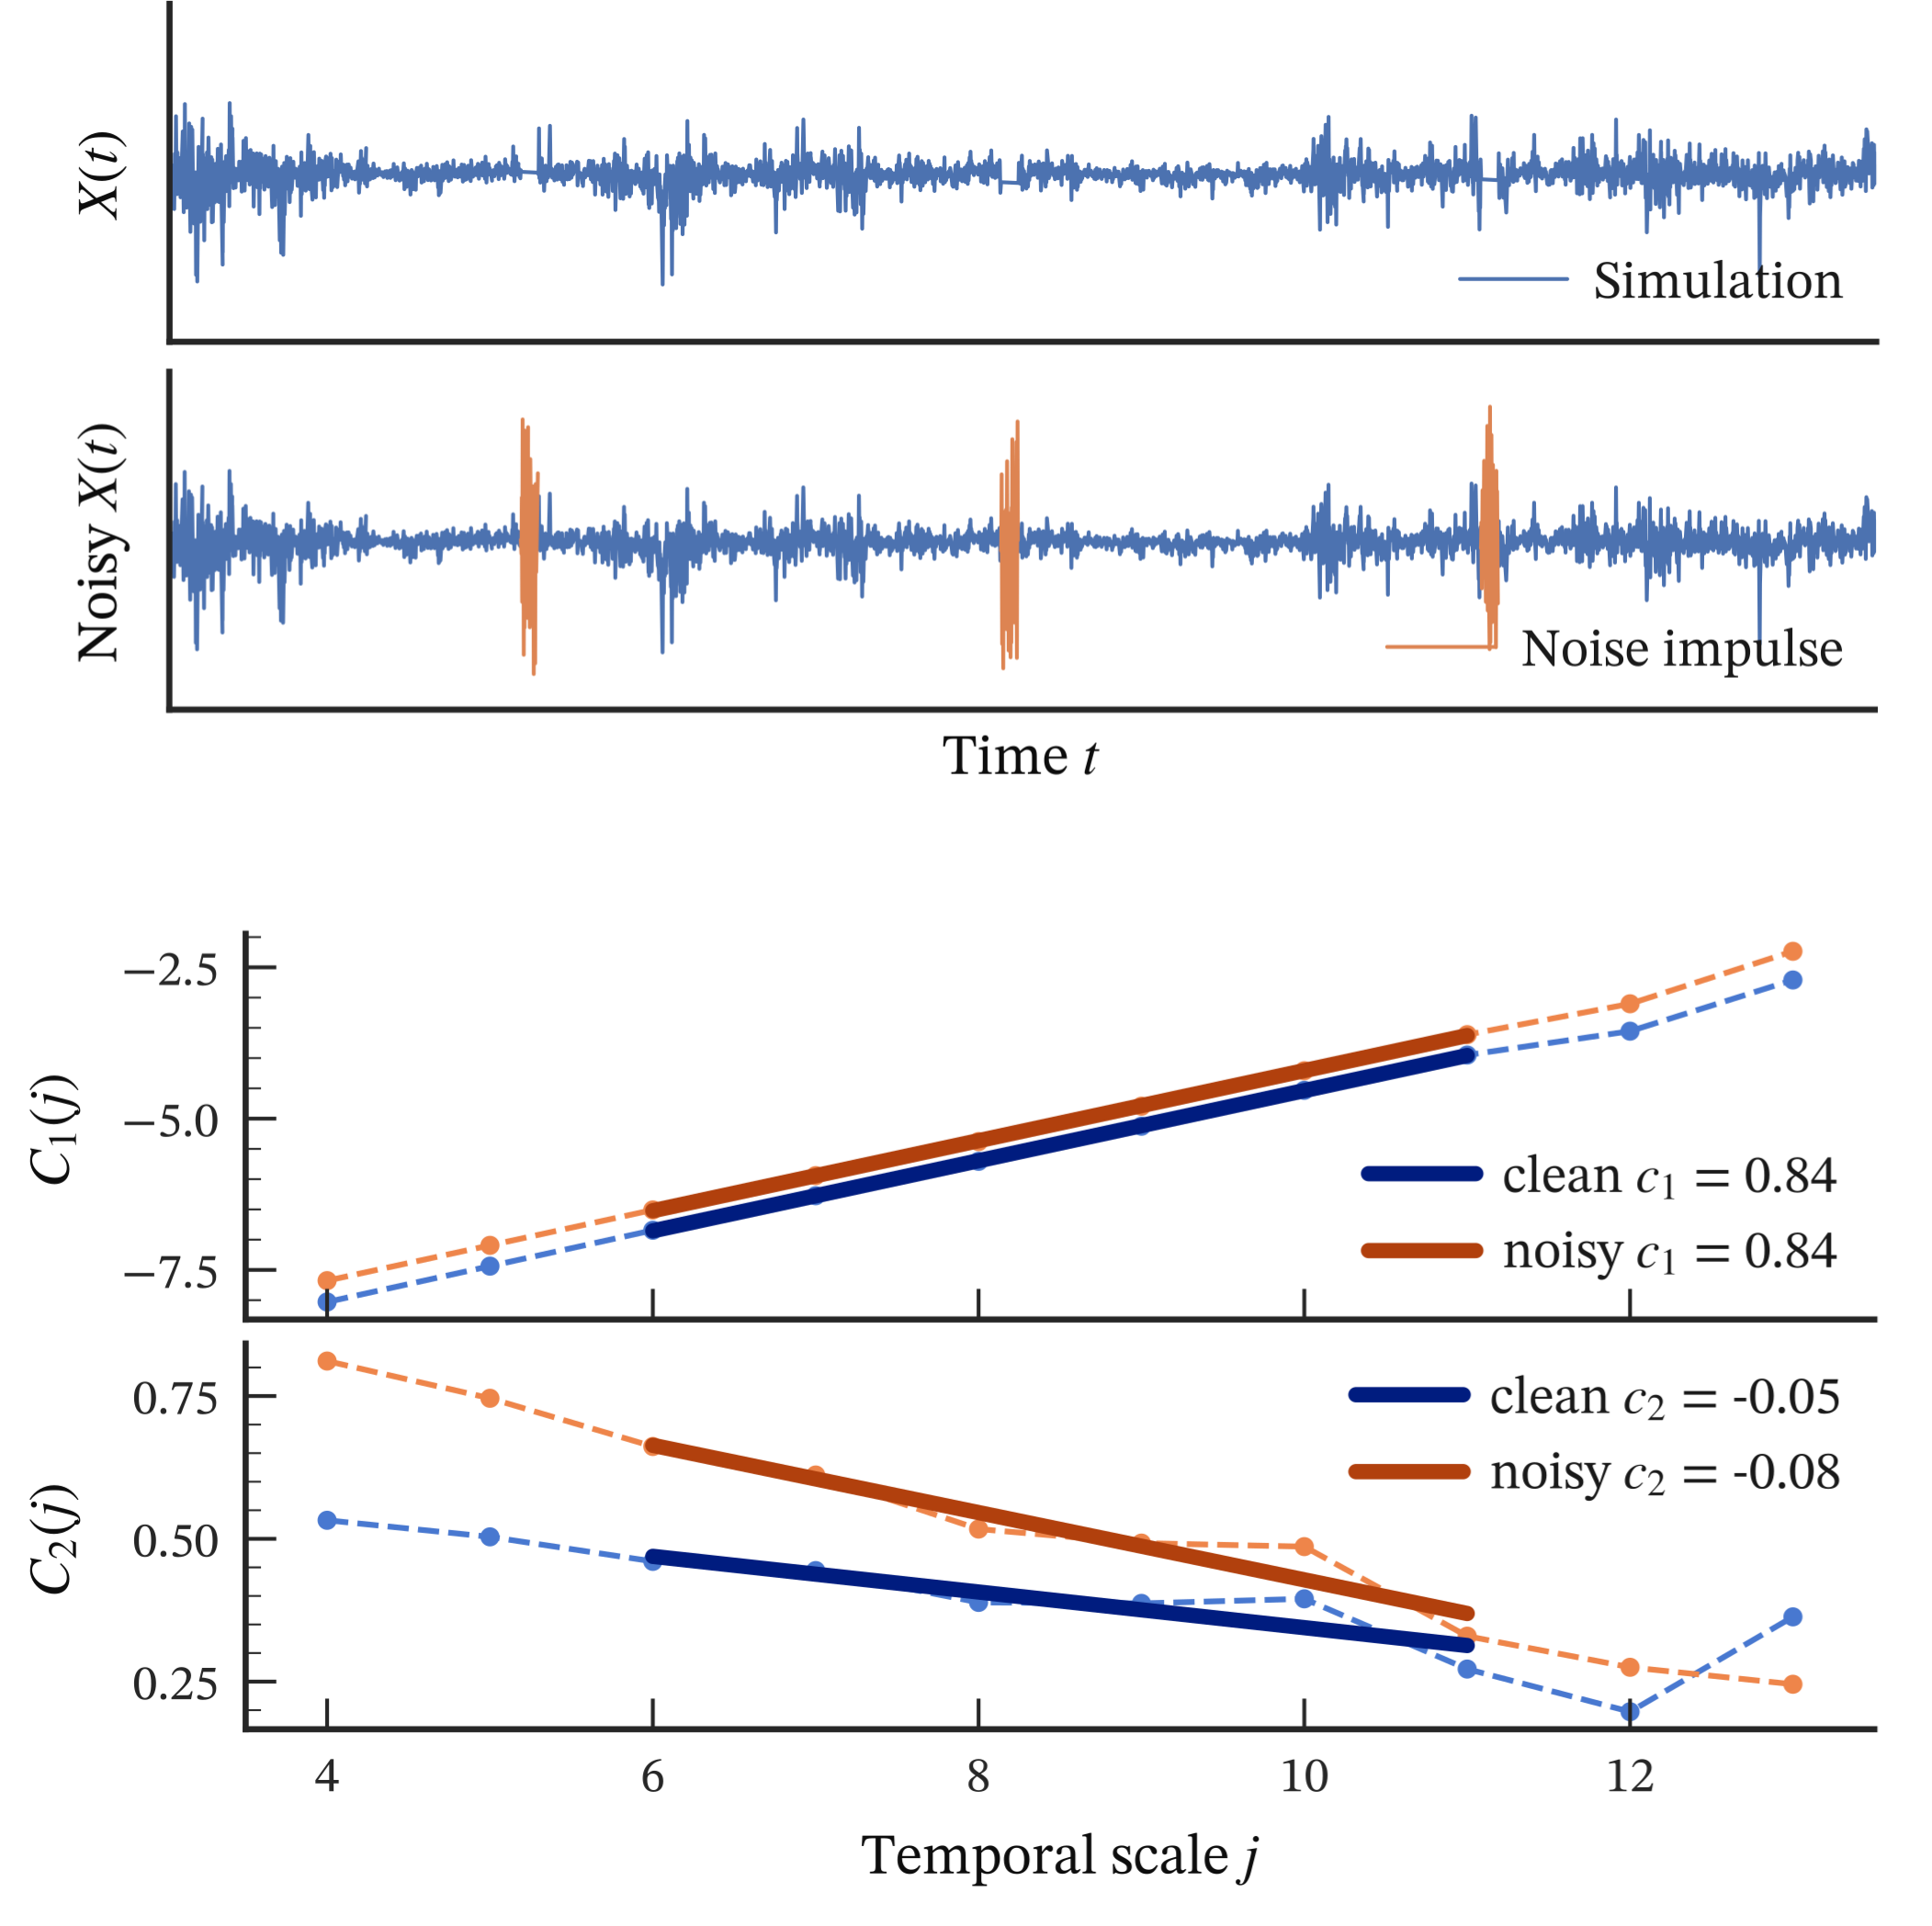 X(t)
Simulation
Noisy X(t)
Noise impulse
Time t
C₁(j)
−2.5
−5.0
−7.5
clean c₁ = 0.84
noisy c₁ = 0.84
C₂(j)
0.75
0.50
0.25
clean c₂ = -0.05
noisy c₂ = -0.08
4 6 8 10 12
Temporal scale j